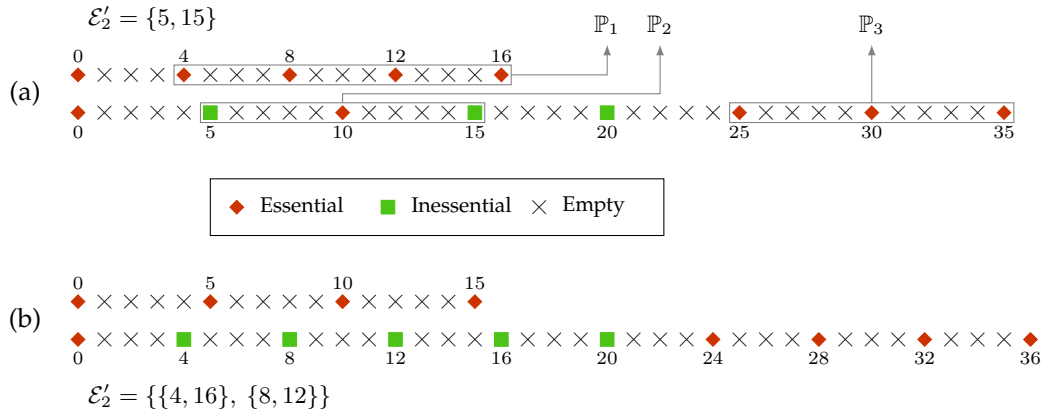 ℰ′₂ = {5, 15}
ℙ₁ ℙ₂ ℙ₃
0 4 8 12 16
(a)
0 5 10 15 20 25 30 35
Essential Inessential Empty
0 5 10 15
(b)
0 4 8 12 16 20 24 28 32 36
ℰ′₂ = {{4, 16}, {8, 12}}